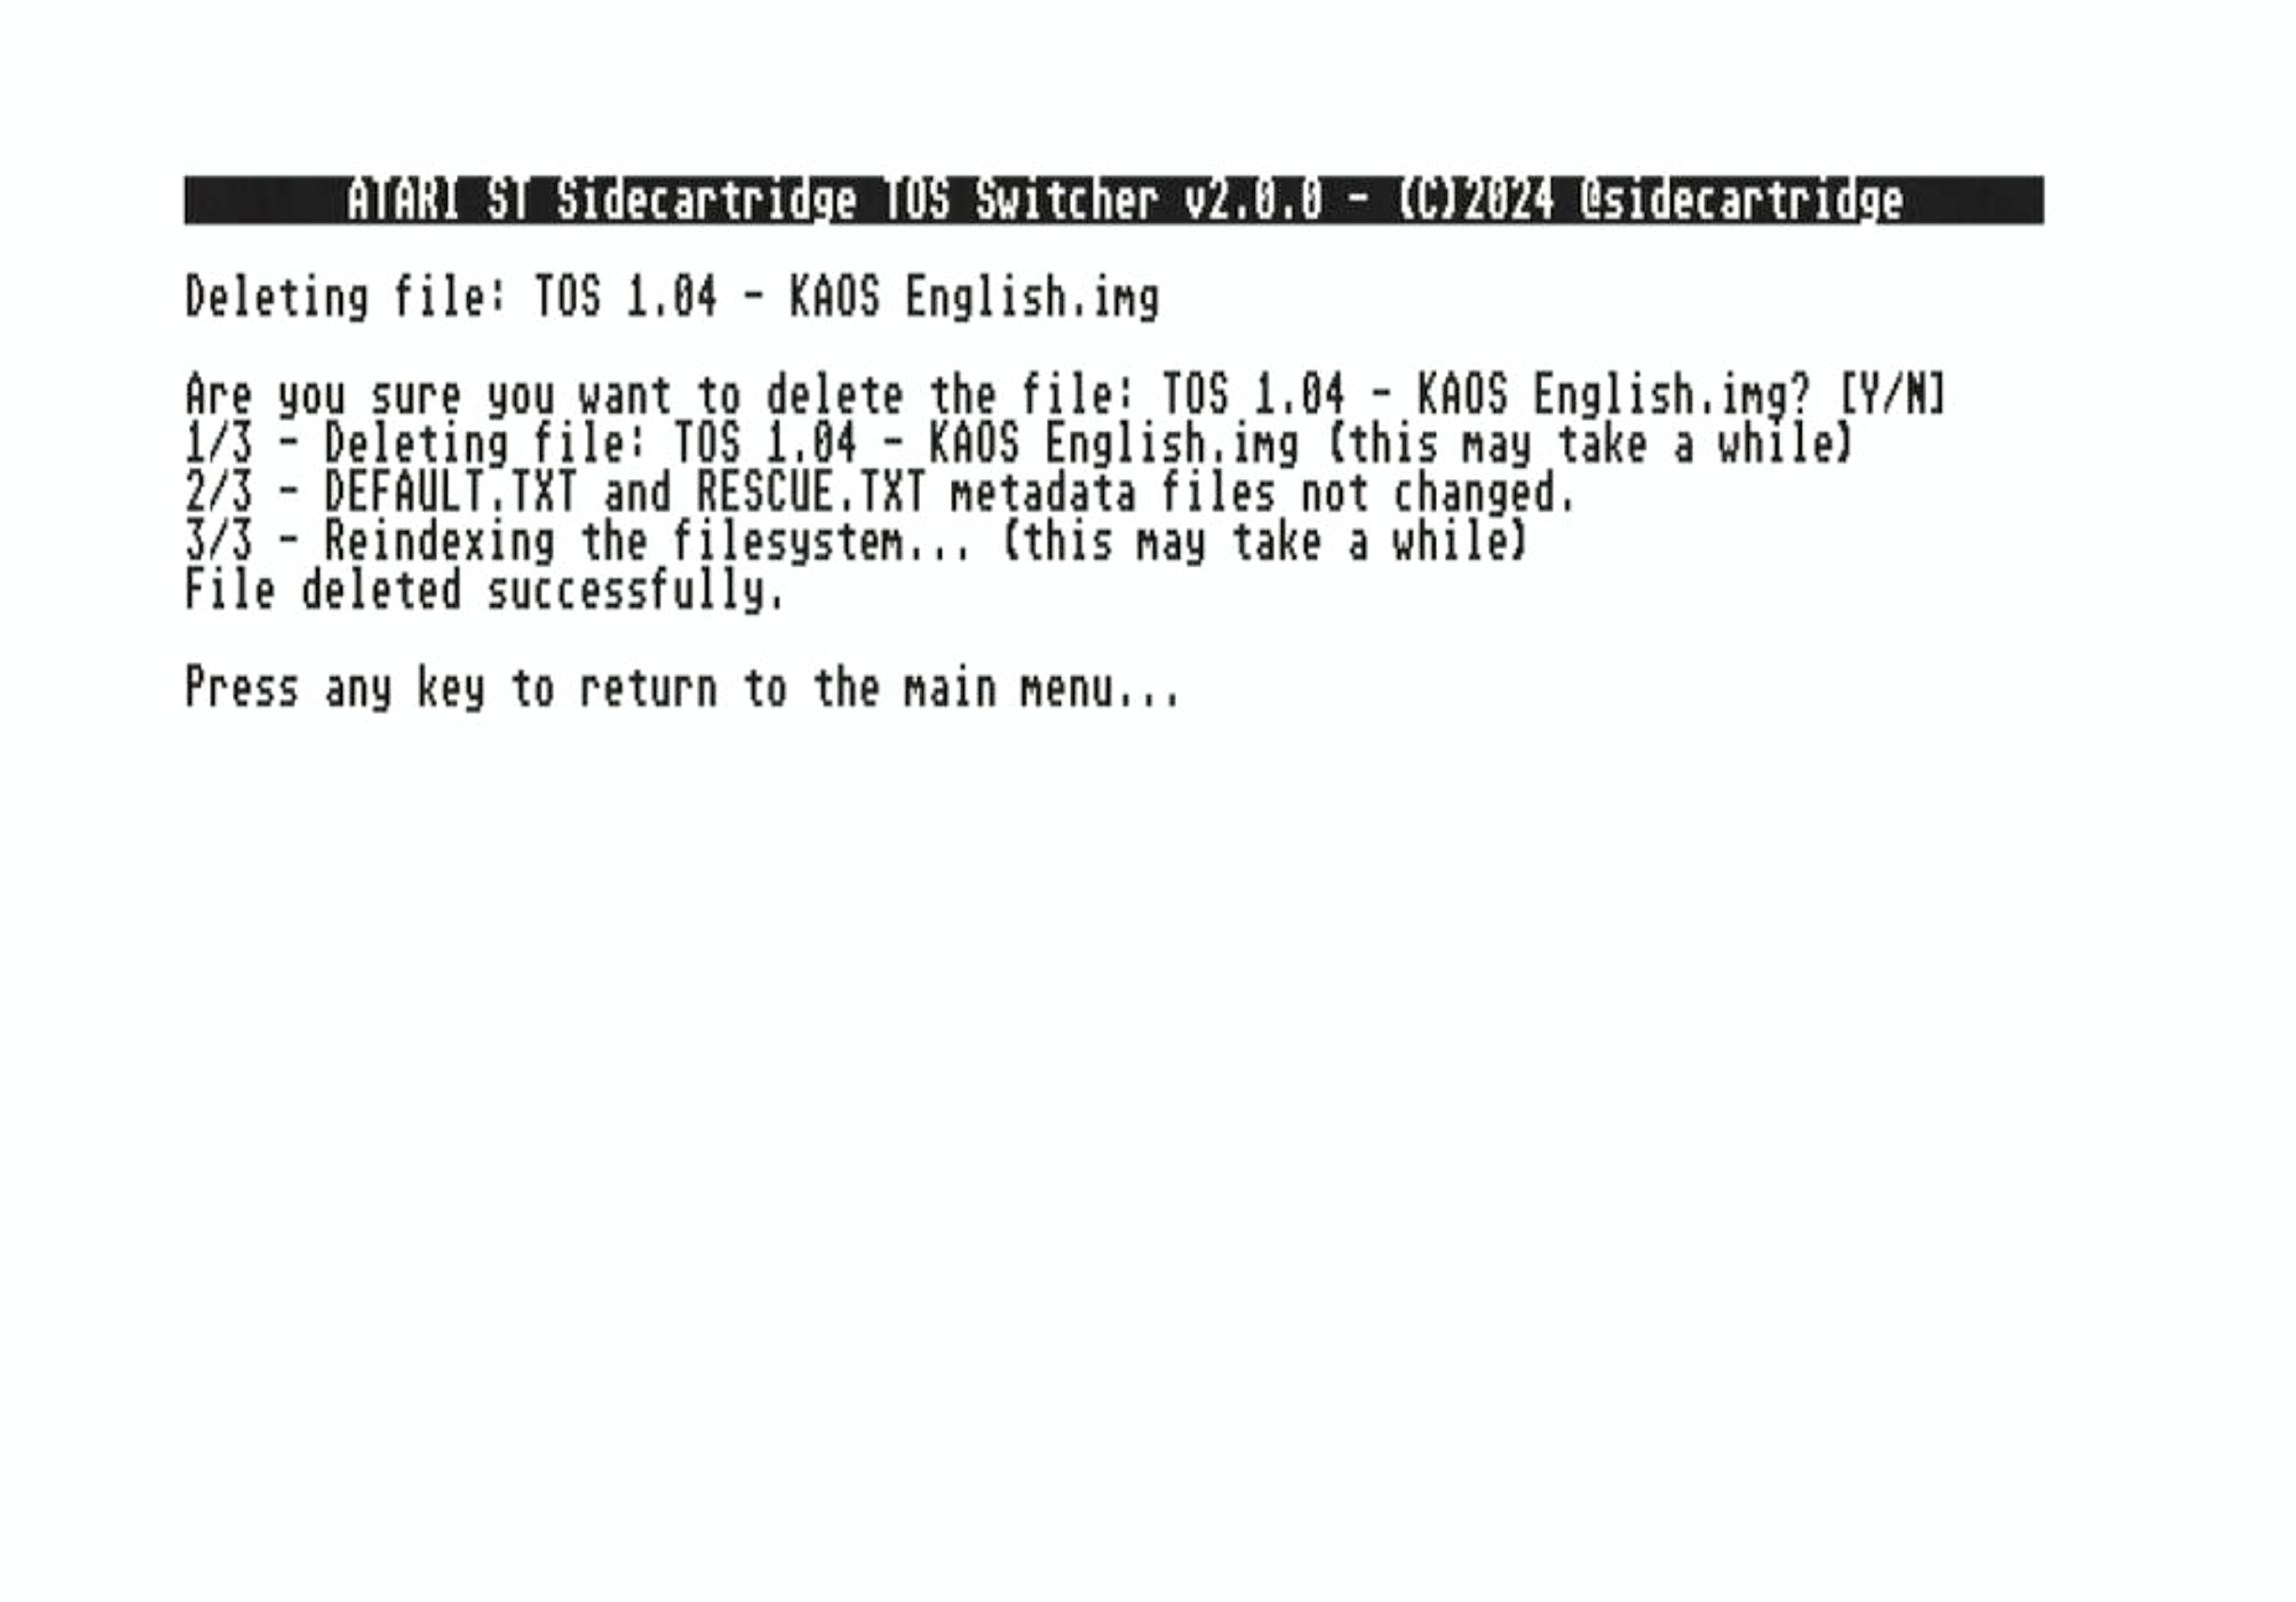 ATARI ST Sidecartridge TOS Switcher v2.0.0 - (C)2024 @sidecartridge
Deleting file: TOS 1.04 - KAOS English.img
Are you sure you want to delete the file: TOS 1.04 - KAOS English.img? [Y/N]
1/3 - Deleting file: TOS 1.04 - KAOS English.img (this may take a while)
2/3 - DEFAULT.TXT and RESCUE.TXT metadata files not changed.
3/3 - Reindexing the filesystem... (this may take a while)
File deleted successfully.
Press any key to return to the main menu...